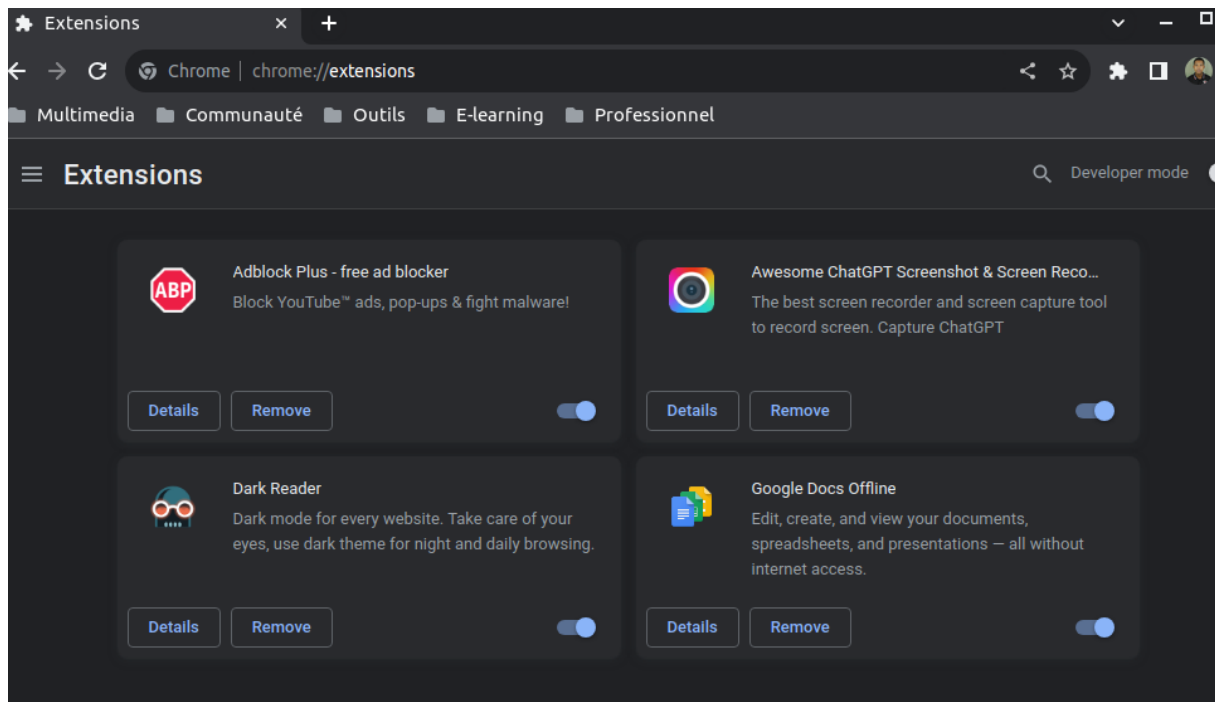 Extensions
Chrome | chrome://extensions
Multimedia Communauté Outils E-learning Professionnel
Extensions
Developer mode
ABP
Adblock Plus - free ad blocker
Block YouTube™ ads, pop-ups & fight malware!
Details Remove
Awesome ChatGPT Screenshot & Screen Reco...
The best screen recorder and screen capture tool
to record screen. Capture ChatGPT
Details Remove
Dark Reader
Dark mode for every website. Take care of your
eyes, use dark theme for night and daily browsing.
Details Remove
Google Docs Offline
Edit, create, and view your documents,
spreadsheets, and presentations — all without
internet access.
Details Remove